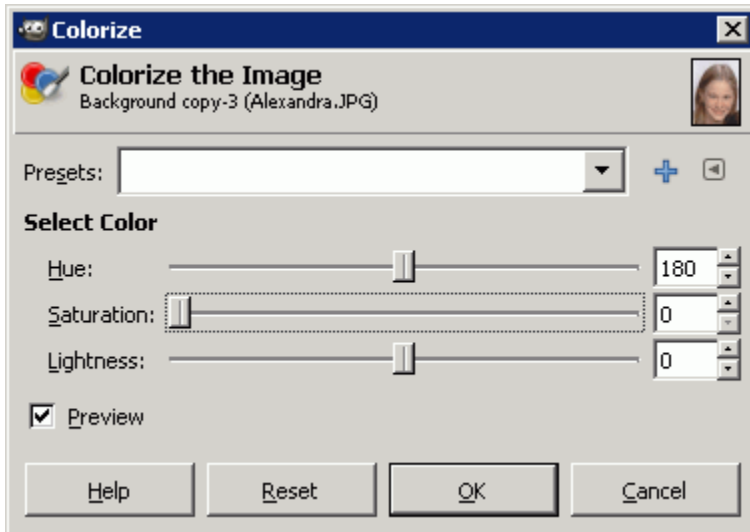 Colorize
Colorize the Image
Background copy-3 (Alexandra.JPG)
Presets:
Select Color
Hue: 180
Saturation: 0
Lightness: 0
Preview
Help Reset OK Cancel